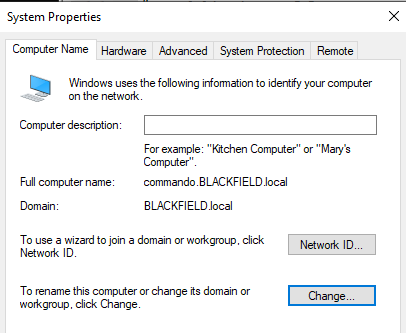 System Properties
Computer Name Hardware Advanced System Protection Remote
Windows uses the following information to identify your computer
on the network.
Computer description:
For example: "Kitchen Computer" or "Mary's
Computer".
Full computer name: commando.BLACKFIELD.local
Domain: BLACKFIELD.local
To use a wizard to join a domain or workgroup, click
Network ID.
Network ID...
To rename this computer or change its domain or
workgroup, click Change.
Change...